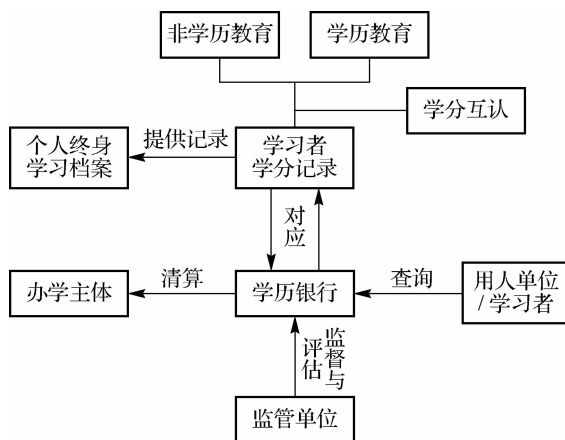 非学历教育
学历教育
学分互认
个人终身
学习档案
提供记录
学习者
学分记录
对
应
办学主体
清算
学历银行
查询
用人单位
/学习者
监督与
评估
监管单位